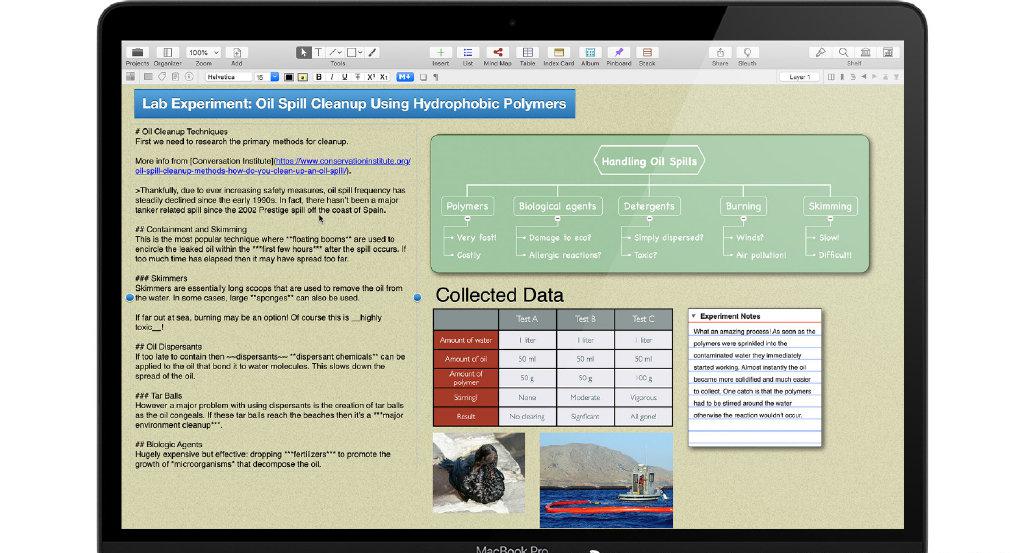 Projects Organizer 100% Zoom Add Tools Insert List Mind Map Table Index Card Album Pinboard Stack Share Sleuth Shelf
Helvetica 15 B I U T X¹ X₁ M↓ ¶ Layer 1
Lab Experiment: Oil Spill Cleanup Using Hydrophobic Polymers
# Oil Cleanup Techniques
First we need to research the primary methods for cleanup.
More info from [Conversation Institute](https://www.conservationinstitute.org/
oil-spill-cleanup-methods-how-do-you-clean-up-an-oil-spill/).
>Thankfully, due to ever increasing safety measures, oil spill frequency has
steadily declined since the early 1990s. In fact, there hasn't been a major
tanker related spill since the 2002 Prestige spill off the coast of Spain.
## Containment and Skimming
This is the most popular technique where **floating booms** are used to
encircle the leaked oil within the ***first few hours*** after the spill occurs. If
too much time has elapsed then it may have spread too far.
### Skimmers
Skimmers are essentially long scoops that are used to remove the oil from
the water. In some cases, large **sponges** can also be used.
If far out at sea, burning may be an option! Of course this is __highly
toxic__!
## Oil Dispersants
If too late to contain then ~~dispersants~~ **dispersant chemicals** can be
applied to the oil that bond it to water molecules. This slows down the
spread of the oil.
### Tar Balls
However a major problem with using dispersants is the creation of tar balls
as the oil congeals. If these tar balls reach the beaches then it's a ***major
environment cleanup***.
## Biologic Agents
Hugely expensive but effective: dropping ***fertilizers*** to promote the
growth of *microorganisms* that decompose the oil.
Handling Oil Spills
Polymers Biological agents Detergents Burning Skimming
Very fast! Damage to eco? Simply dispersed? Winds? Slow!
Costly Allergic reactions? Toxic? Air pollution! Difficult!
Collected Data
Test A Test B Test C
Amount of water 1 liter 1 liter 1 liter
Amount of oil 50 ml 50 ml 50 ml
Amount of
polymer 50 g 50 g 100 g
Stirring? None Moderate Vigorous
Result No clearing Signficant All gone!
Experiment Notes
What an amazing process! As soon as the
polymers were sprinkled into the
contaminated water they immediately
started working. Almost instantly the oil
became more solidified and much easier
to collect. One catch is that the polymers
had to be stirred around the water
otherwise the reaction wouldn't occur.
MacBook Pro